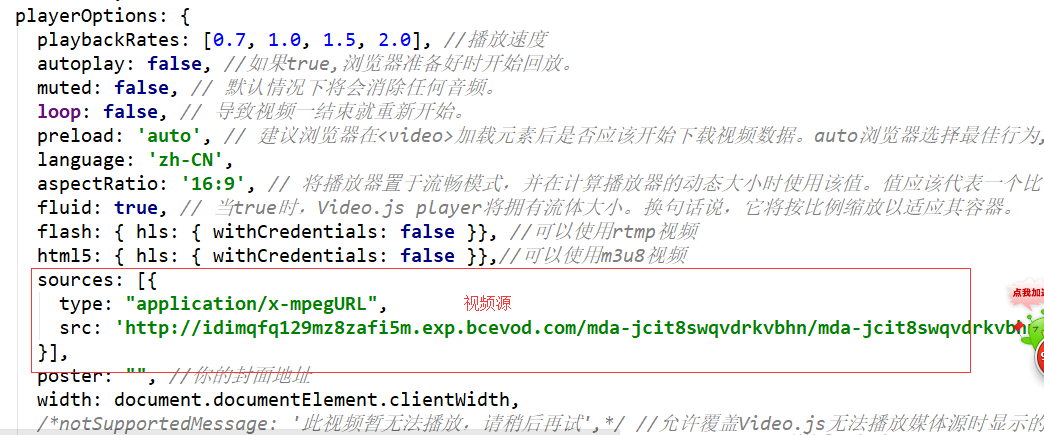 playerOptions: {
playbackRates: [0.7, 1.0, 1.5, 2.0], //播放速度
autoplay: false, //如果true,浏览器准备好时开始回放。
muted: false, // 默认情况下将会消除任何音频。
loop: false, // 导致视频一结束就重新开始。
preload: 'auto', // 建议浏览器在<video>加载元素后是否应该开始下载视频数据。auto浏览器选择最佳行为,
language: 'zh-CN',
aspectRatio: '16:9', // 将播放器置于流畅模式，并在计算播放器的动态大小时使用该值。值应该代表一个比
fluid: true, // 当true时，Video.js player将拥有流体大小。换句话说，它将按比例缩放以适应其容器。
flash: { hls: { withCredentials: false }}, //可以使用rtmp视频
html5: { hls: { withCredentials: false }},//可以使用m3u8视频
sources: [{
type: "application/x-mpegURL", 视频源
点我加速
src: 'http://idimqfq129mz8zafi5m.exp.bcevod.com/mda-jcit8swqvdrkvbhn/mda-jcit8swqvdrkvbhn
}],
poster: "", //你的封面地址
width: document.documentElement.clientWidth,
/*notSupportedMessage: '此视频暂无法播放，请稍后再试',*/ //允许覆盖Video.js无法播放媒体源时显示的